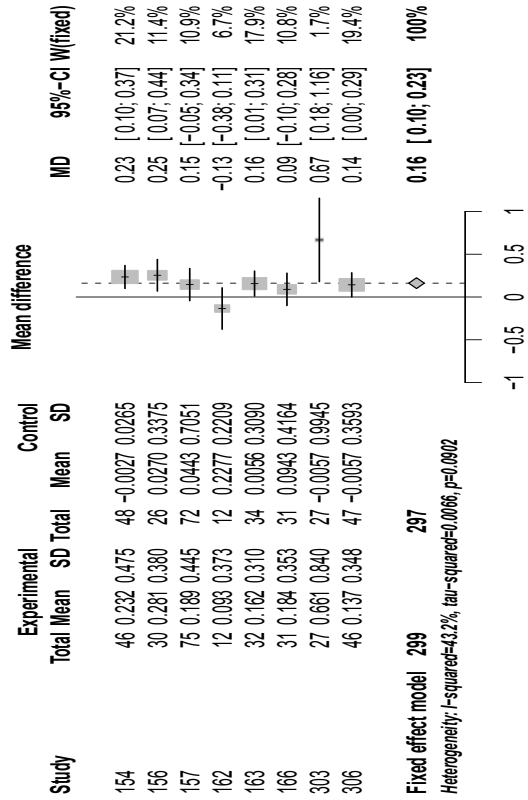 Experimental Control
Study Total Mean SD Total Mean SD Mean difference MD 95%−CI W(fixed)
154 46 0.232 0.475 48 −0.0027 0.0265 0.23 [ 0.10; 0.37] 21.2%
156 30 0.281 0.380 26 0.0270 0.3375 0.25 [ 0.07; 0.44] 11.4%
157 75 0.189 0.445 72 0.0443 0.7051 0.15 [−0.05; 0.34] 10.9%
162 12 0.093 0.373 12 0.2277 0.2209 −0.13 [−0.38; 0.11] 6.7%
163 32 0.162 0.310 34 0.0056 0.3090 0.16 [ 0.01; 0.31] 17.9%
166 31 0.184 0.353 31 0.0943 0.4164 0.09 [−0.10; 0.28] 10.8%
303 27 0.661 0.840 27 −0.0057 0.9945 0.67 [ 0.18; 1.16] 1.7%
306 46 0.137 0.348 47 −0.0057 0.3593 0.14 [ 0.00; 0.29] 19.4%
Fixed effect model 299 297 0.16 [ 0.10; 0.23] 100%
Heterogeneity: I−squared=43.2%, tau−squared=0.0066, p=0.0902
−1 −0.5 0 0.5 1